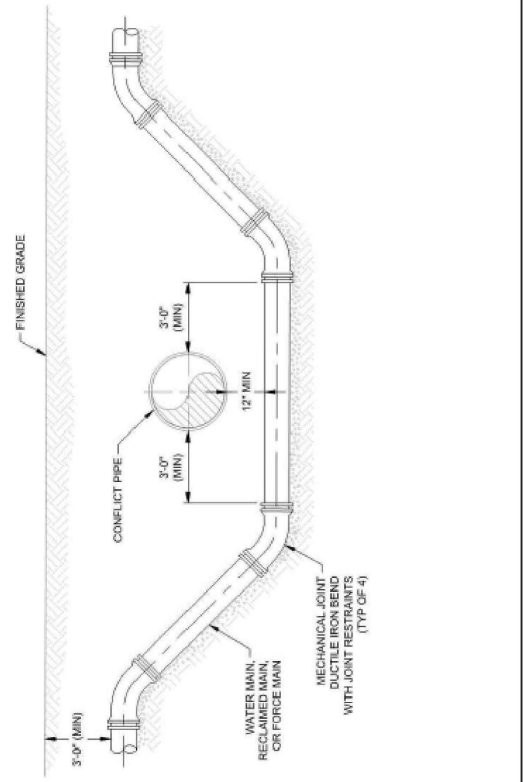 FINISHED GRADE
CONFLICT PIPE
3'-0"
(MIN)
3'-0"
(MIN)
12" MIN
3'-0" (MIN)
WATER MAIN,
RECLAIMED MAIN,
OR FORCE MAIN
MECHANICAL JOINT
DUCTILE IRON BEND
WITH JOINT RESTRAINTS
(TYP OF 4)